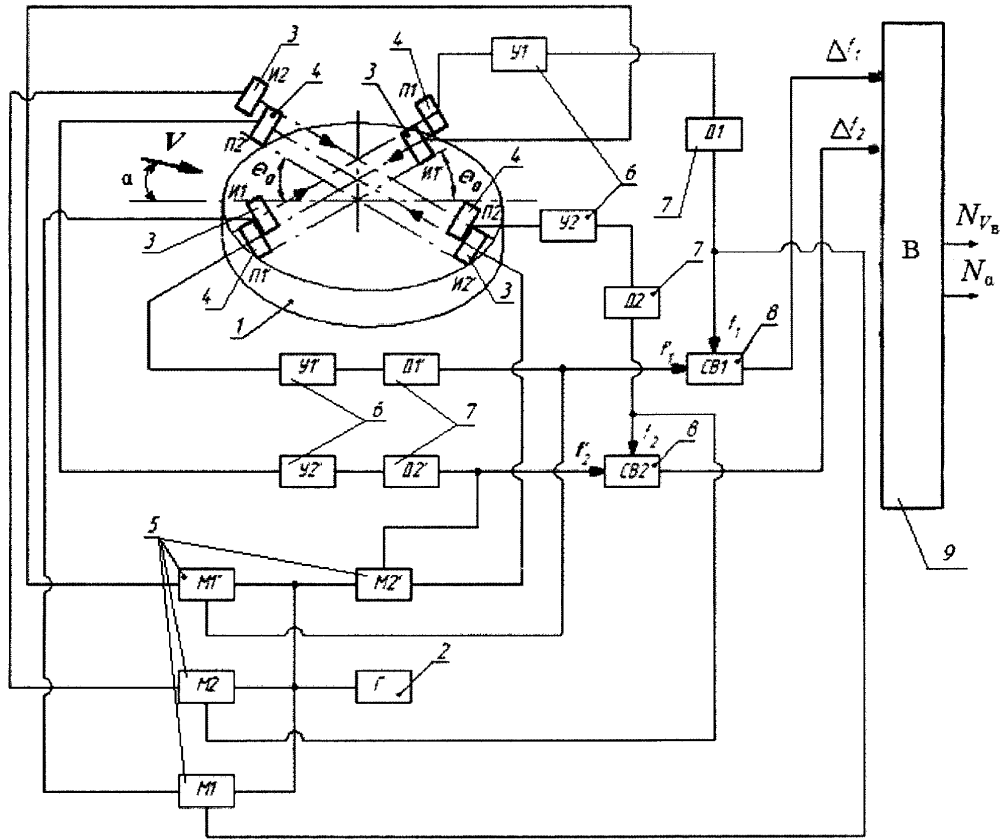 3
И2
4
П2
4
П1
3
И1'
У1
6
Д1
7
Δf₁
Δf₂
V
α
Θ₀
Θ₀
И1
3
П1'
4
1
4
П2
И2'
3
У2
7
Д2
f₁
8
f'₁
СВ1
N_Vв
N_α
В
9
У1'
Д1'
6
7
У2'
Д2'
f₂
8
f'₂
СВ2
5
М1'
М2'
М2
Г
2
М1